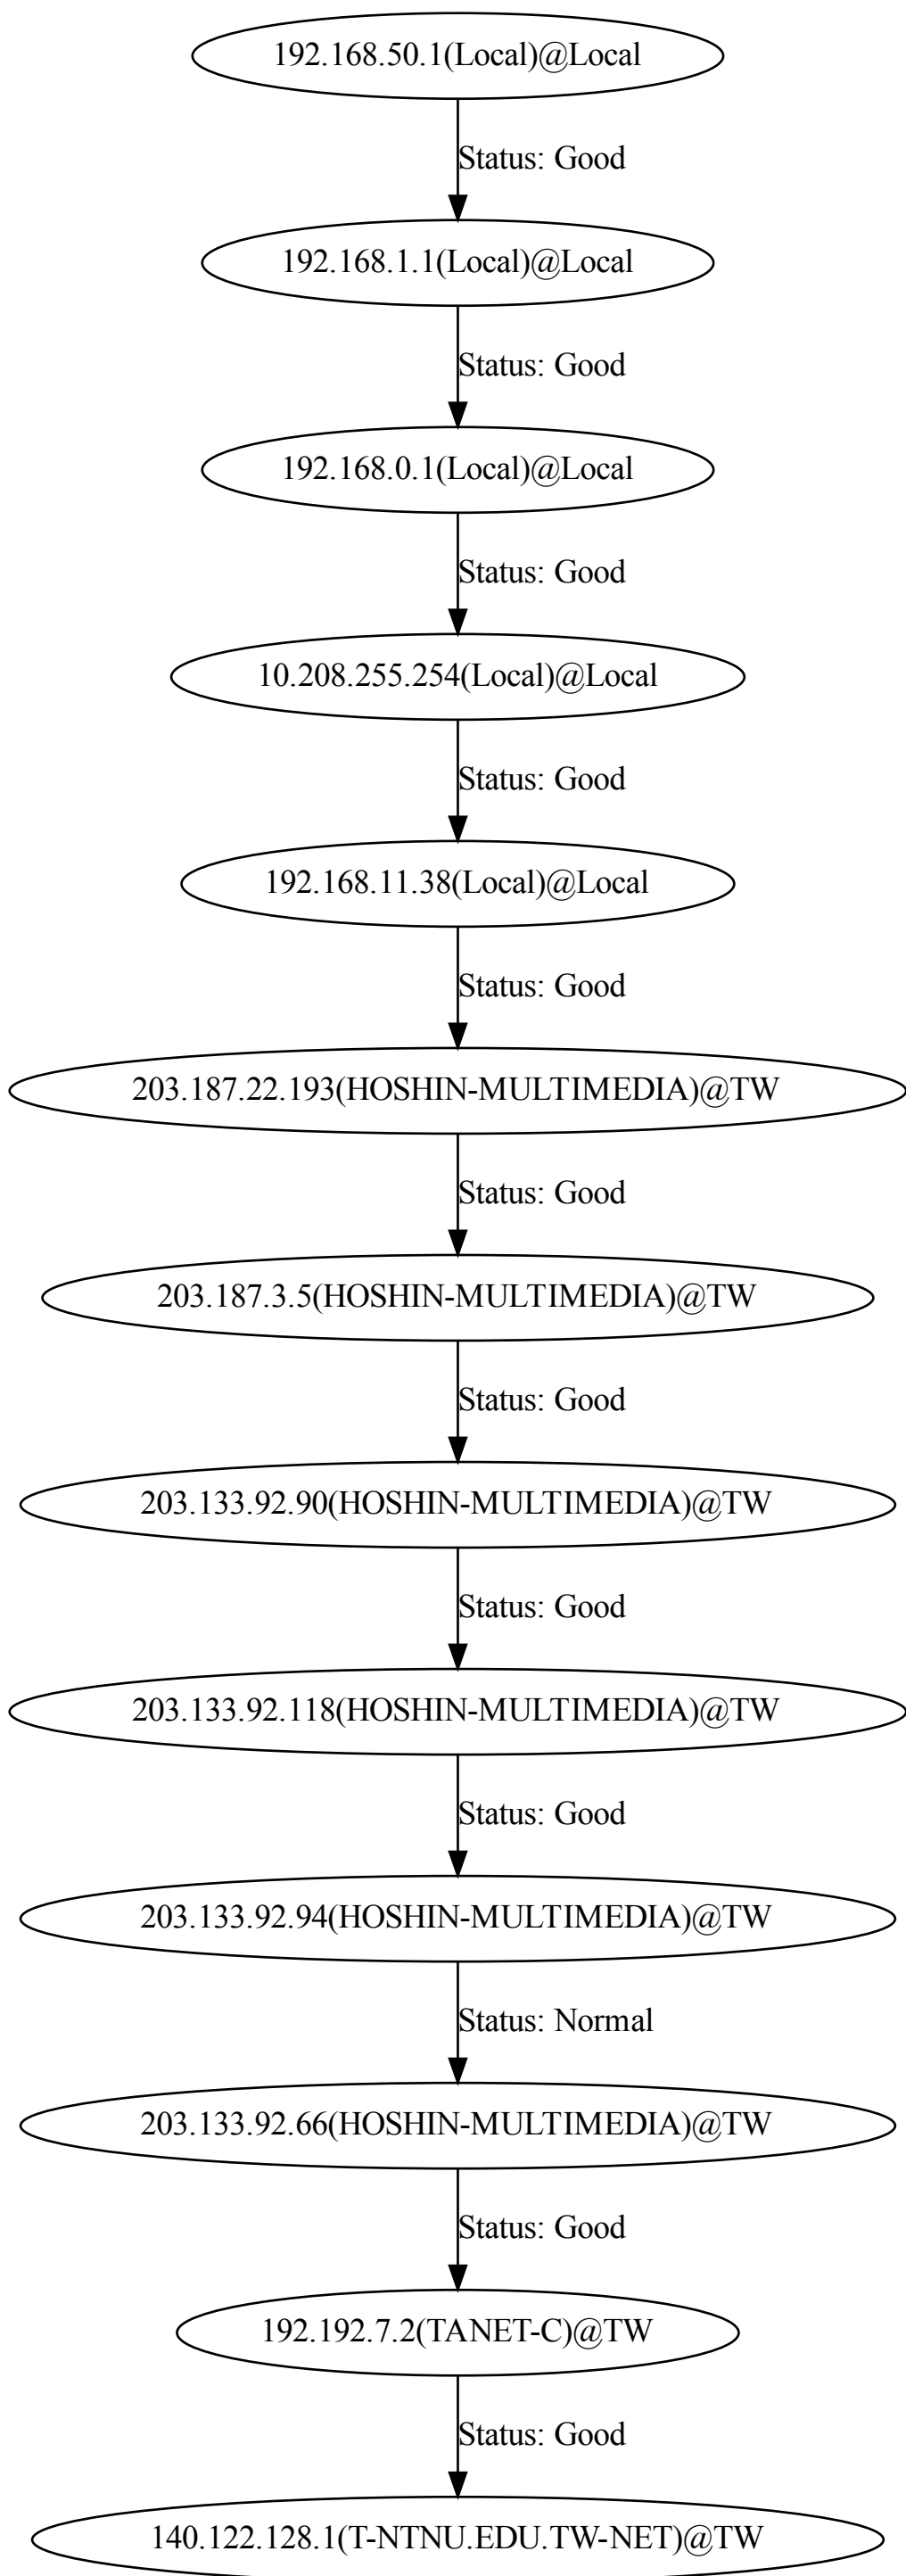 192.168.50.1(Local)@Local
Status: Good
192.168.1.1(Local)@Local
Status: Good
192.168.0.1(Local)@Local
Status: Good
10.208.255.254(Local)@Local
Status: Good
192.168.11.38(Local)@Local
Status: Good
203.187.22.193(HOSHIN-MULTIMEDIA)@TW
Status: Good
203.187.3.5(HOSHIN-MULTIMEDIA)@TW
Status: Good
203.133.92.90(HOSHIN-MULTIMEDIA)@TW
Status: Good
203.133.92.118(HOSHIN-MULTIMEDIA)@TW
Status: Good
203.133.92.94(HOSHIN-MULTIMEDIA)@TW
Status: Normal
203.133.92.66(HOSHIN-MULTIMEDIA)@TW
Status: Good
192.192.7.2(TANET-C)@TW
Status: Good
140.122.128.1(T-NTNU.EDU.TW-NET)@TW